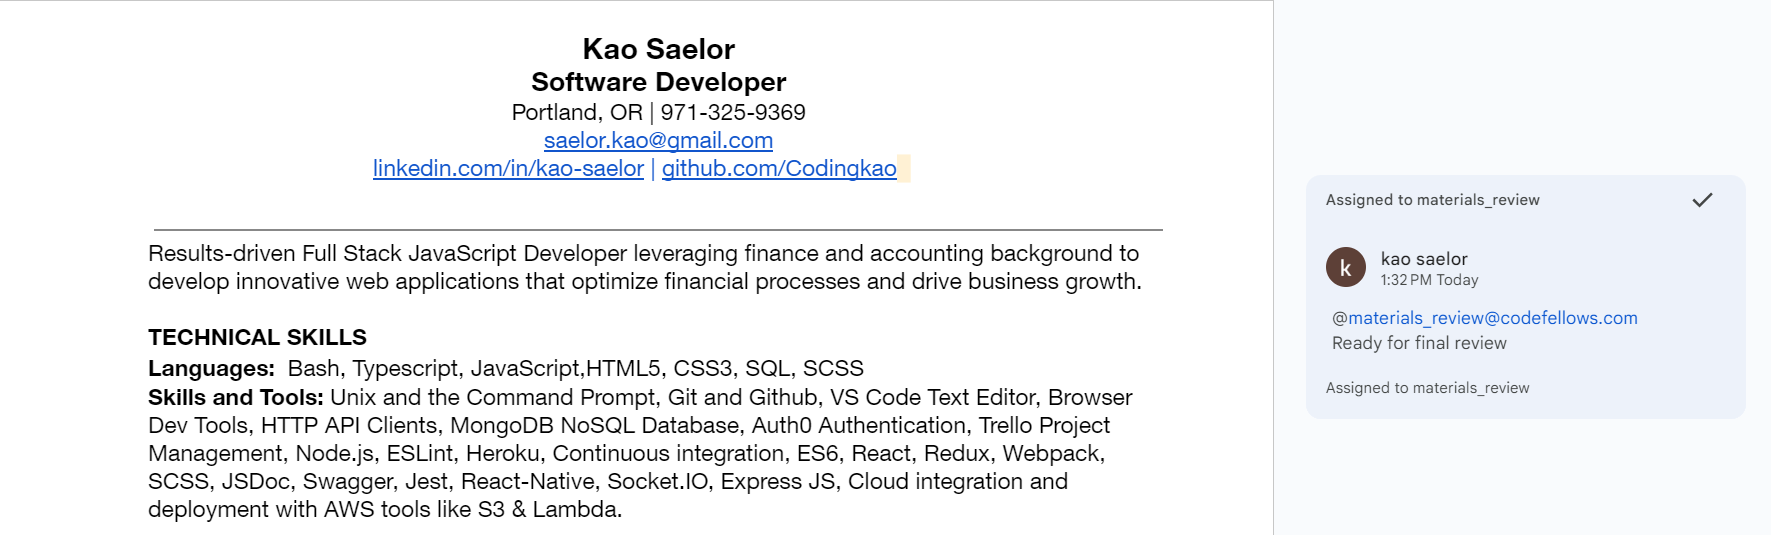 Kao Saelor
Software Developer
Portland, OR | 971-325-9369
saelor.kao@gmail.com
linkedin.com/in/kao-saelor | github.com/Codingkao
Results-driven Full Stack JavaScript Developer leveraging finance and accounting background to
develop innovative web applications that optimize financial processes and drive business growth.
TECHNICAL SKILLS
Languages:  Bash, Typescript, JavaScript,HTML5, CSS3, SQL, SCSS
Skills and Tools: Unix and the Command Prompt, Git and Github, VS Code Text Editor, Browser
Dev Tools, HTTP API Clients, MongoDB NoSQL Database, Auth0 Authentication, Trello Project
Management, Node.js, ESLint, Heroku, Continuous integration, ES6, React, Redux, Webpack,
SCSS, JSDoc, Swagger, Jest, React-Native, Socket.IO, Express JS, Cloud integration and
deployment with AWS tools like S3 & Lambda.
Assigned to materials_review
k
kao saelor
1:32 PM Today
@materials_review@codefellows.com
Ready for final review
Assigned to materials_review